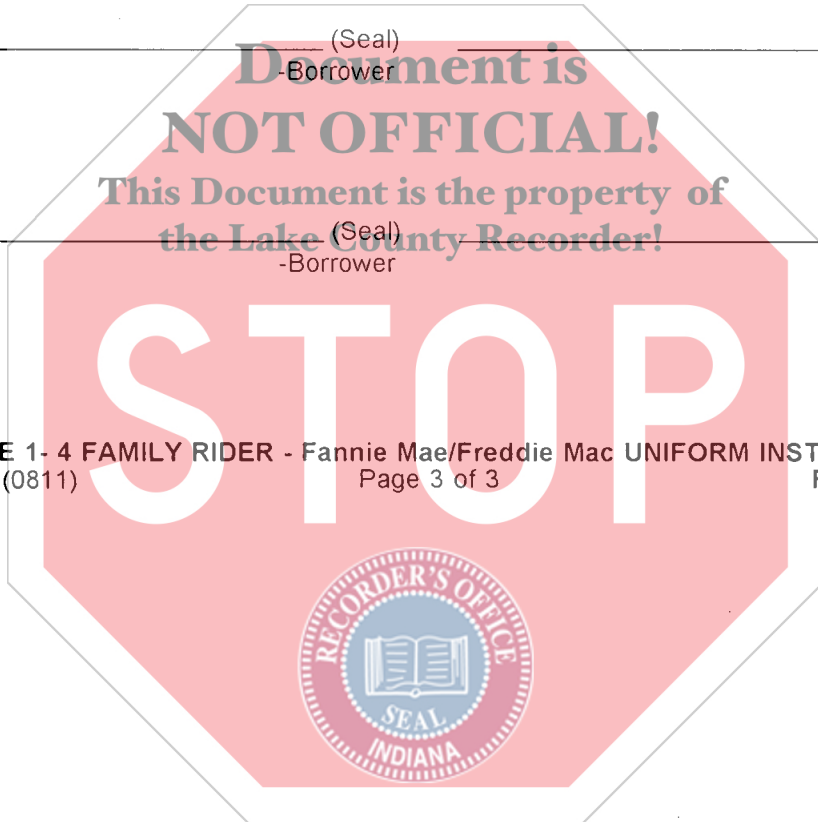 (Seal)
-Borrower
Document is
NOT OFFICIAL!
This Document is the property of
the Lake County Recorder!
(Seal)
-Borrower
STOP
E 1- 4 FAMILY RIDER - Fannie Mae/Freddie Mac UNIFORM INST
(0811) Page 3 of 3
RECORDER'S OFFICE
SEAL
INDIANA